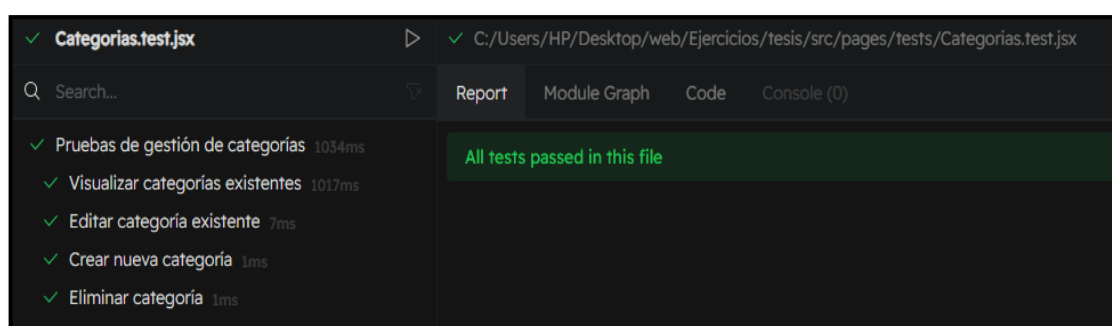 Categorias.test.jsx
C:/Users/HP/Desktop/web/Ejercicios/tesis/src/pages/tests/Categorias.test.jsx
Search...
Report Module Graph Code Console (0)
Pruebas de gestión de categorías 1034ms
Visualizar categorías existentes 1017ms
Editar categoría existente 7ms
Crear nueva categoría 1ms
Eliminar categoría 1ms
All tests passed in this file